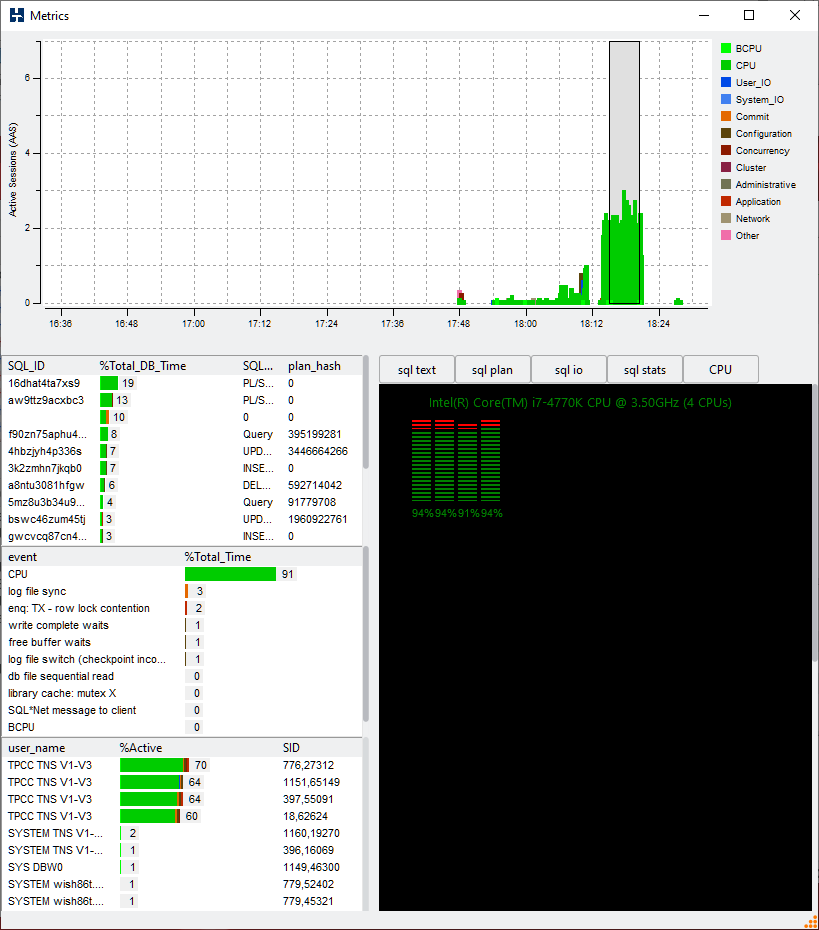 Metrics
Active Sessions (AAS)
6
4
2
0
16:36 16:48 17:00 17:12 17:24 17:36 17:48 18:00 18:12 18:24
BCPU
CPU
User_IO
System_IO
Commit
Configuration
Concurrency
Cluster
Administrative
Application
Network
Other
SQL_ID %Total_DB_Time SQL... plan_hash
16dhat4ta7xs9 19 PL/S... 0
aw9ttz9acxbc3 13 PL/S... 0
10 0 0
f90zn75aphu4... 8 Query 395199281
4hbzjyh4p336s 7 UPD... 3446664266
3k2zmhn7jkqb0 7 INSE... 0
a8ntu3081hfgw 6 DEL... 592714042
5mz8u3b34u9... 4 Query 91779708
bswc46zum45tj 3 UPD... 1960922761
gwcvcq87cn4... 3 INSE... 0
event %Total_Time
CPU 91
log file sync 3
enq: TX - row lock contention 2
write complete waits 1
free buffer waits 1
log file switch (checkpoint inco... 1
db file sequential read 0
library cache: mutex X 0
SQL*Net message to client 0
BCPU 0
user_name %Active SID
TPCC TNS V1-V3 70 776,27312
TPCC TNS V1-V3 64 1151,65149
TPCC TNS V1-V3 64 397,55091
TPCC TNS V1-V3 60 18,62624
SYSTEM TNS V1-... 2 1160,19270
SYSTEM TNS V1-... 1 396,16069
SYS DBW0 1 1149,46300
SYSTEM wish86t.... 1 779,52402
SYSTEM wish86t.... 1 779,45321
sql text sql plan sql io sql stats CPU
Intel(R) Core(TM) i7-4770K CPU @ 3.50GHz (4 CPUs)
94% 94% 91% 94%